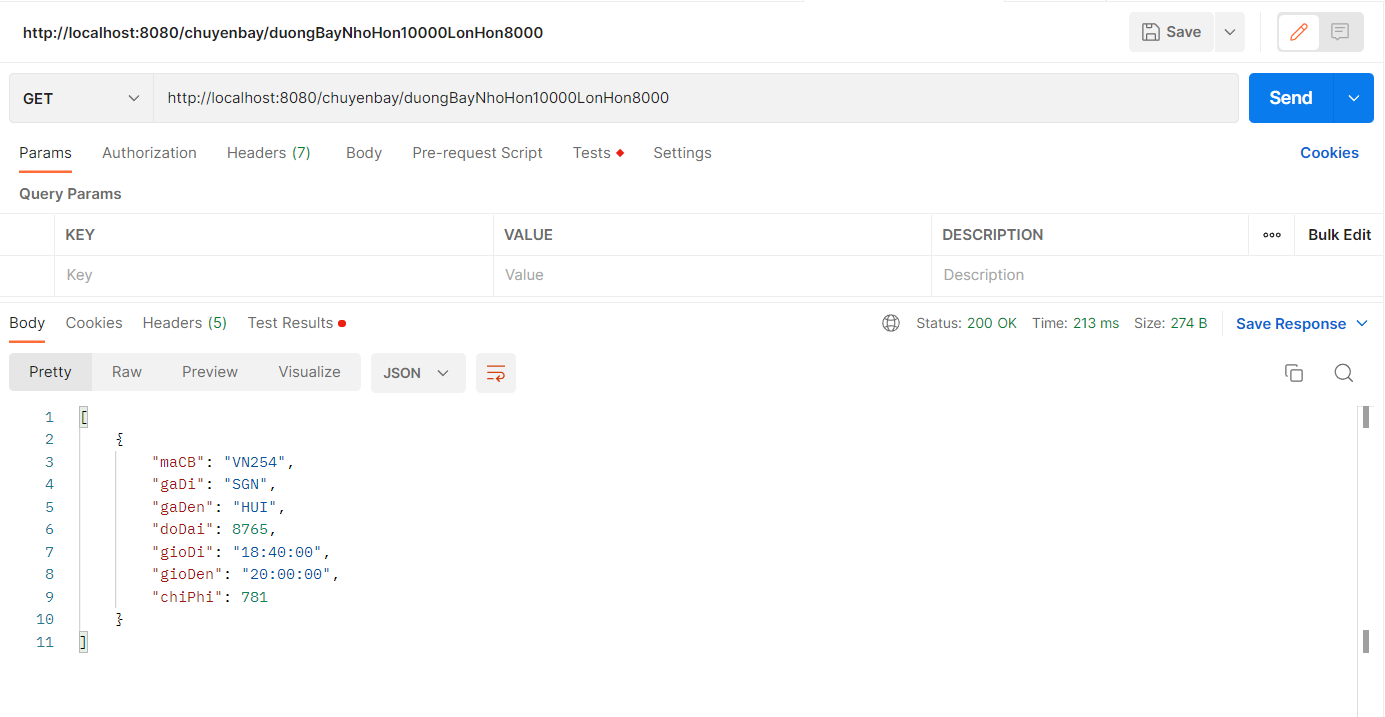 http://localhost:8080/chuyenbay/duongBayNhoHon10000LonHon8000 Save
GET http://localhost:8080/chuyenbay/duongBayNhoHon10000LonHon8000 Send
Params Authorization Headers (7) Body Pre-request Script Tests Settings Cookies
Query Params
KEY VALUE DESCRIPTION Bulk Edit
Key Value Description
Body Cookies Headers (5) Test Results Status: 200 OK Time: 213 ms Size: 274 B Save Response
Pretty Raw Preview Visualize JSON
1 [
2 {
3 "maCB": "VN254",
4 "gaDi": "SGN",
5 "gaDen": "HUI",
6 "doDai": 8765,
7 "gioDi": "18:40:00",
8 "gioDen": "20:00:00",
9 "chiPhi": 781
10 }
11 ]